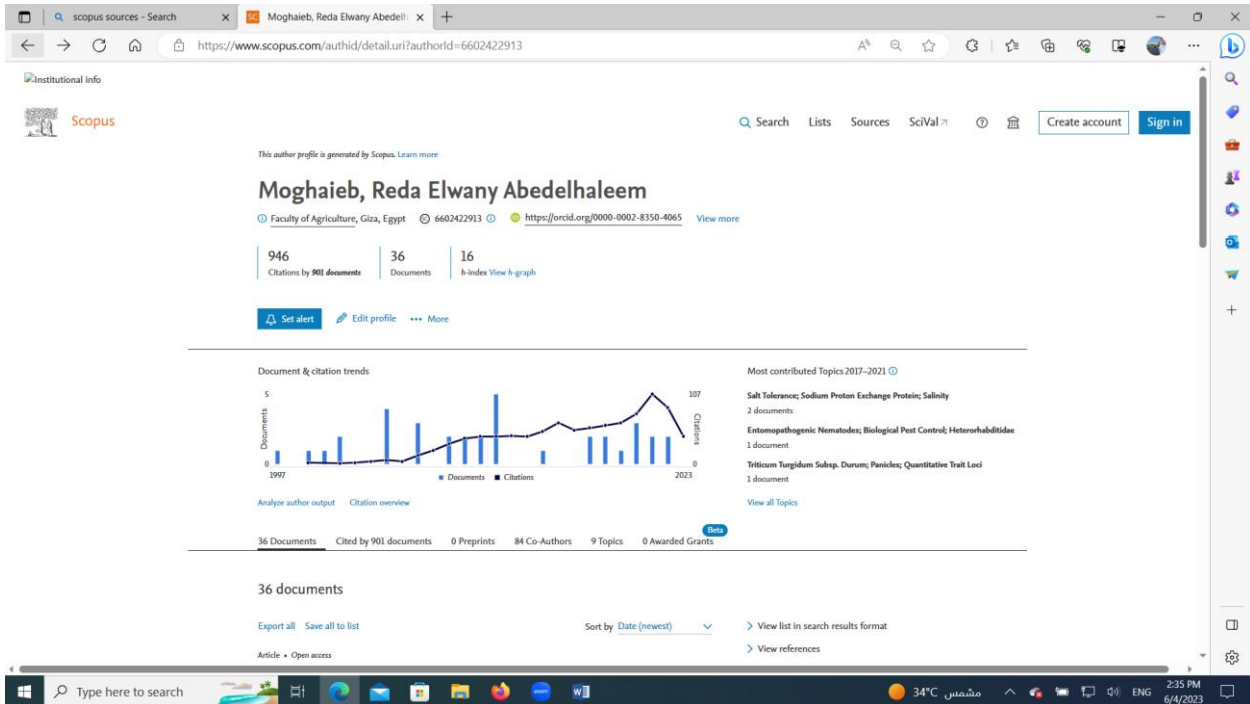 scopus sources - Search
Moghaieb, Reda Elwany Abedelh
https://www.scopus.com/authid/detail.uri?authorId=6602422913
Institutional info
Scopus
Search Lists Sources SciVal Create account Sign in
This author profile is generated by Scopus. Learn more
Moghaieb, Reda Elwany Abedelhaleem
Faculty of Agriculture, Giza, Egypt 6602422913 https://orcid.org/0000-0002-8350-4065 View more
946 36 16
Citations by 901 documents Documents h-index View h-graph
Set alert Edit profile More
Document & citation trends
5 107
Documents Citations
0 0
1997 2023
Documents Citations
Analyze author output Citation overview
Most contributed Topics 2017–2021
Salt Tolerance; Sodium Proton Exchange Protein; Salinity
2 documents
Entomopathogenic Nematodes; Biological Pest Control; Heterorhabditidae
1 document
Triticum Turgidum Subsp. Durum; Panicles; Quantitative Trait Loci
1 document
View all Topics
Beta
36 Documents Cited by 901 documents 0 Preprints 84 Co-Authors 9 Topics 0 Awarded Grants
36 documents
Export all Save all to list Sort by Date (newest) View list in search results format
Article • Open access View references
Type here to search 34°C مشمس ENG 2:35 PM
6/4/2023